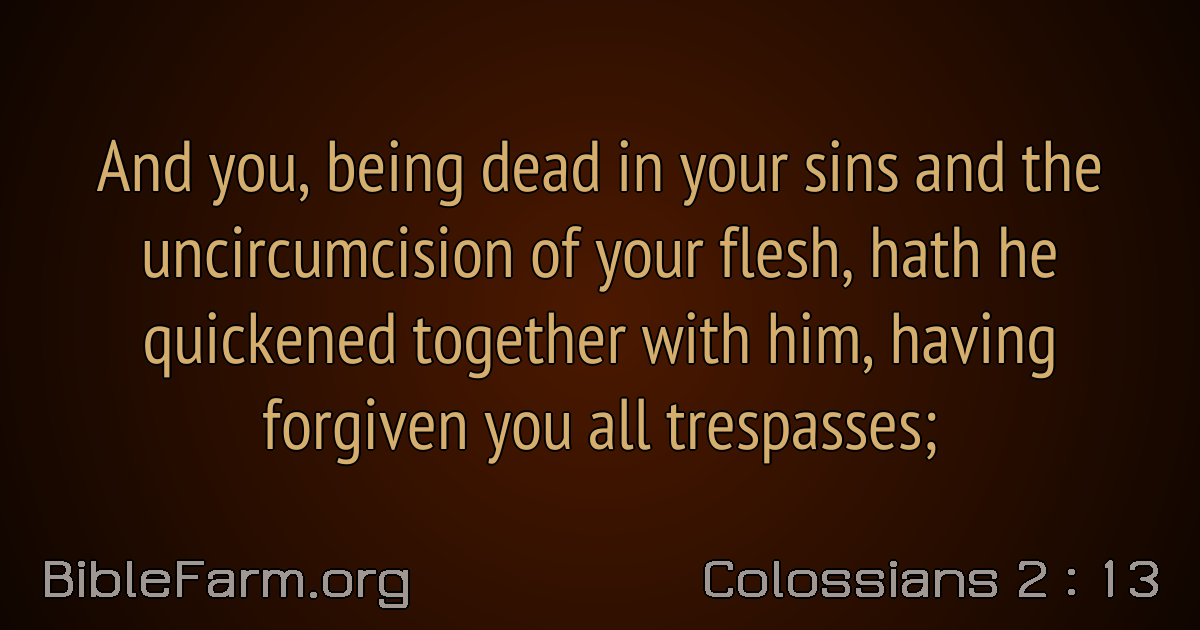 And you, being dead in your sins and the
uncircumcision of your flesh, hath he
quickened together with him, having
forgiven you all trespasses;
BibleFarm.org
Colossians 2 : 13